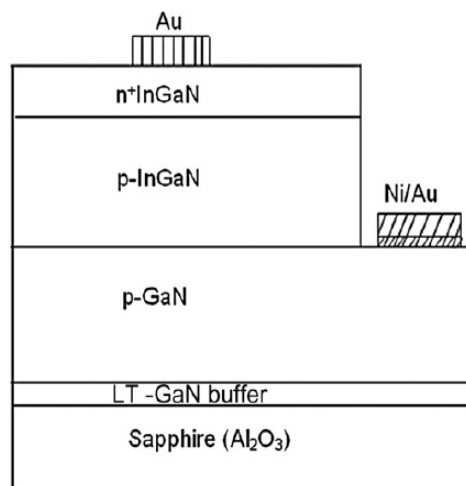 Au
n⁺InGaN
p-InGaN
Ni/Au
p-GaN
LT -GaN buffer
Sapphire (Al₂O₃)